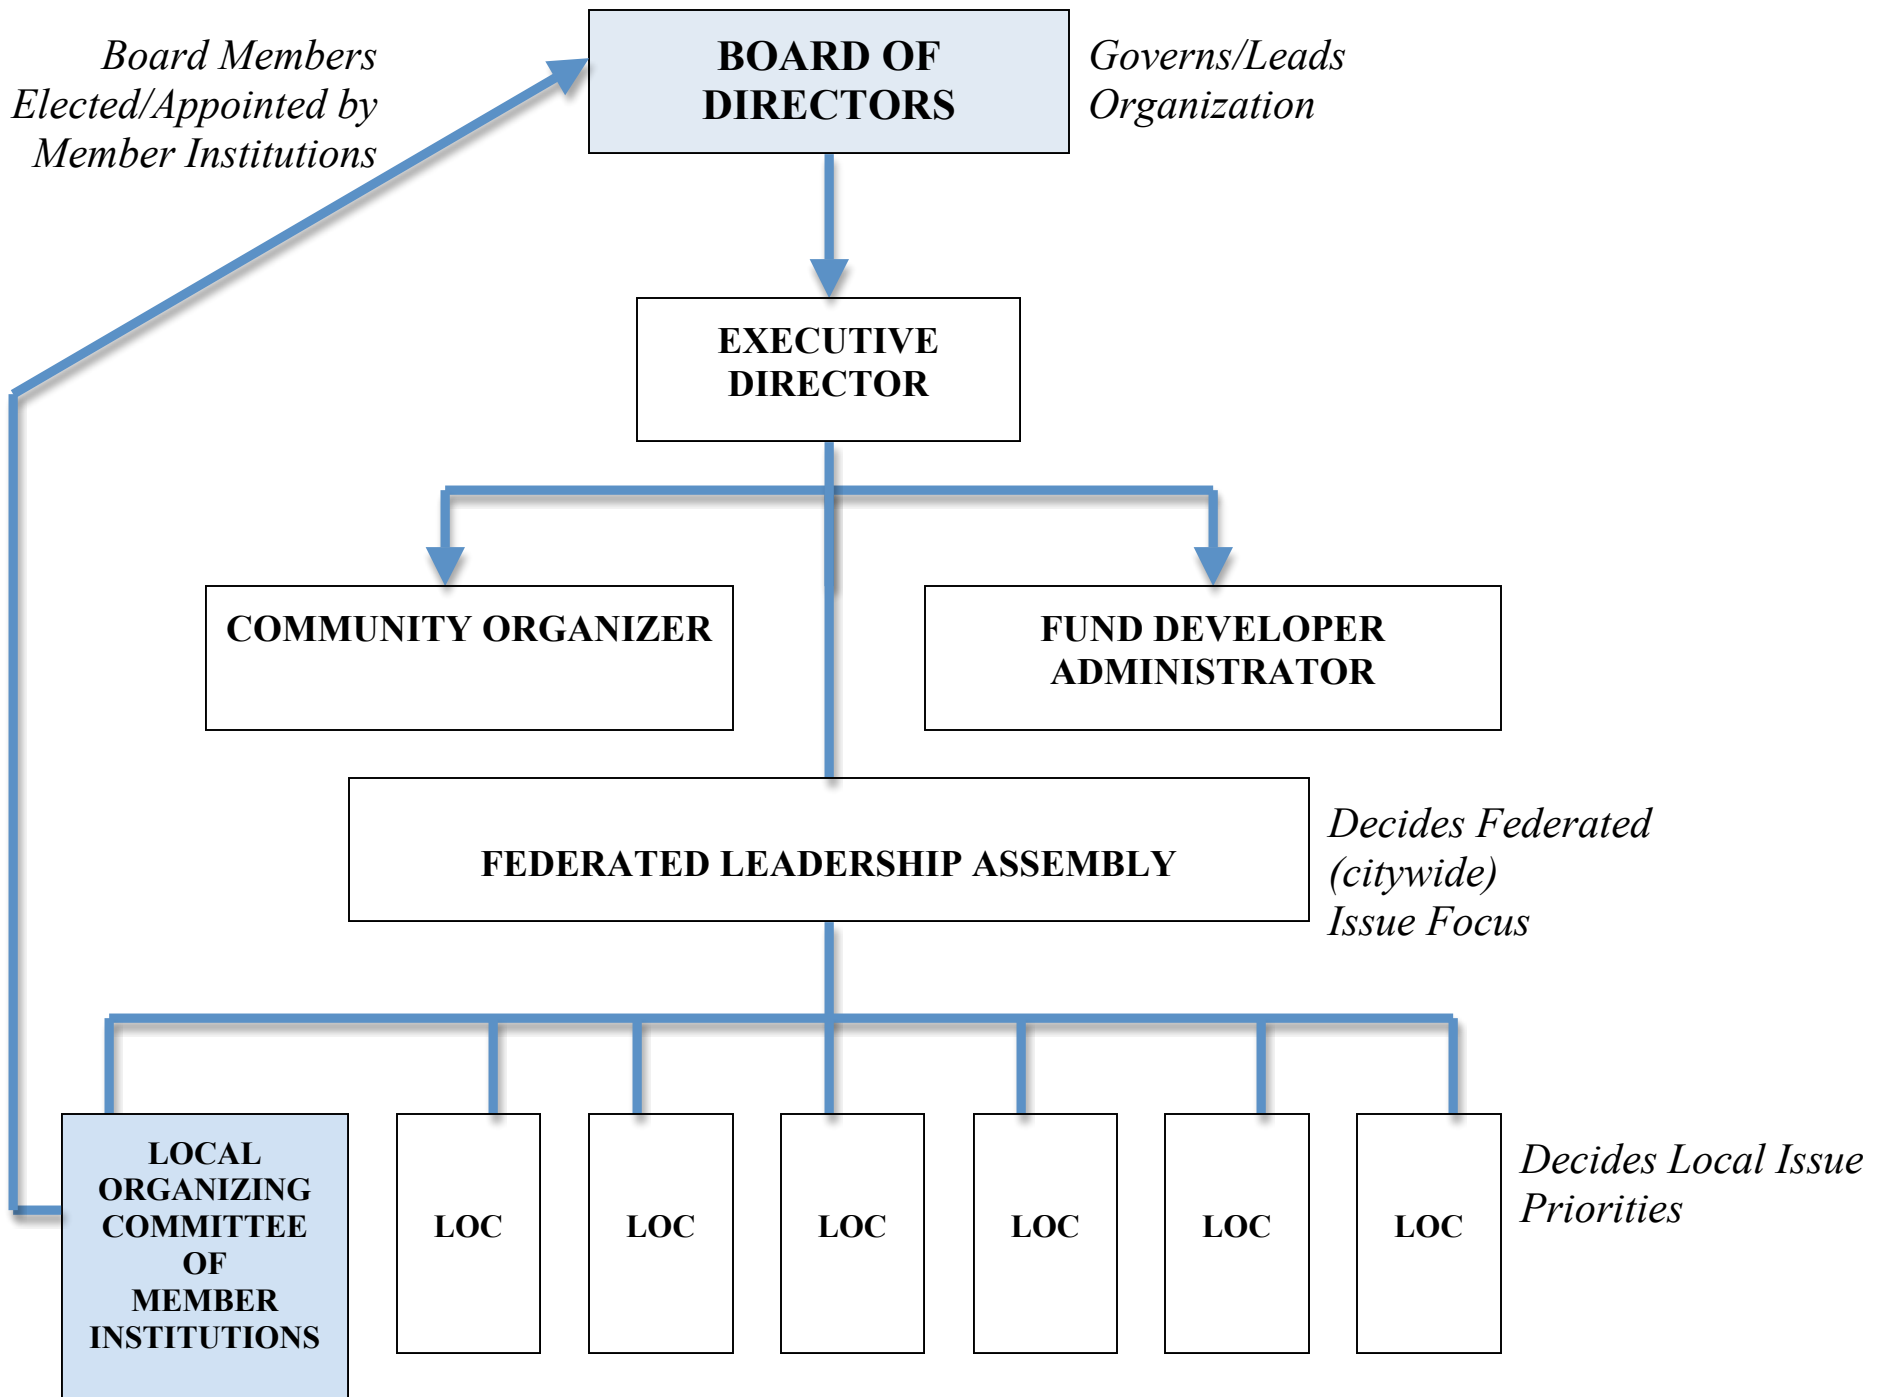 Board Members
Elected/Appointed by
Member Institutions
BOARD OF
DIRECTORS
Governs/Leads
Organization
EXECUTIVE
DIRECTOR
COMMUNITY ORGANIZER
FUND DEVELOPER
ADMINISTRATOR
FEDERATED LEADERSHIP ASSEMBLY
Decides Federated
(citywide)
Issue Focus
LOCAL
ORGANIZING
COMMITTEE
OF
MEMBER
INSTITUTIONS
LOC
LOC
LOC
LOC
LOC
LOC
Decides Local Issue
Priorities